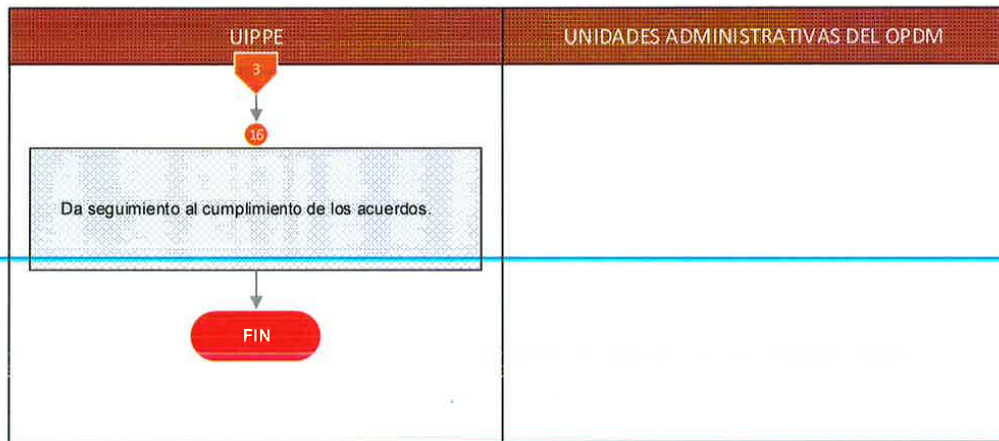 UIPPE
UNIDADES ADMINISTRATIVAS DEL OPDM
3
16
Da seguimiento al cumplimiento de los acuerdos.
FIN